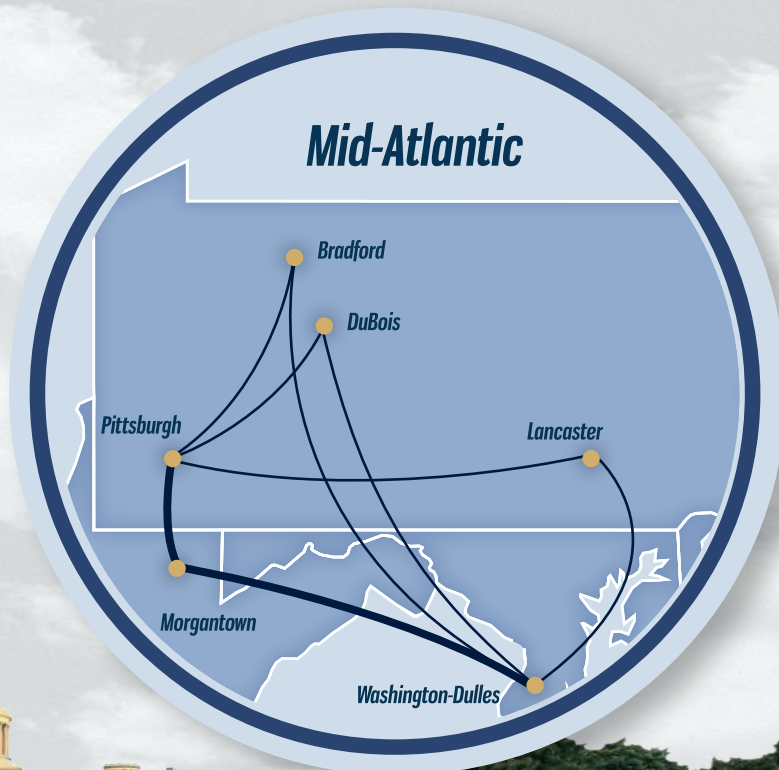 Mid-Atlantic
Bradford
DuBois
Pittsburgh
Lancaster
Morgantown
Washington-Dulles